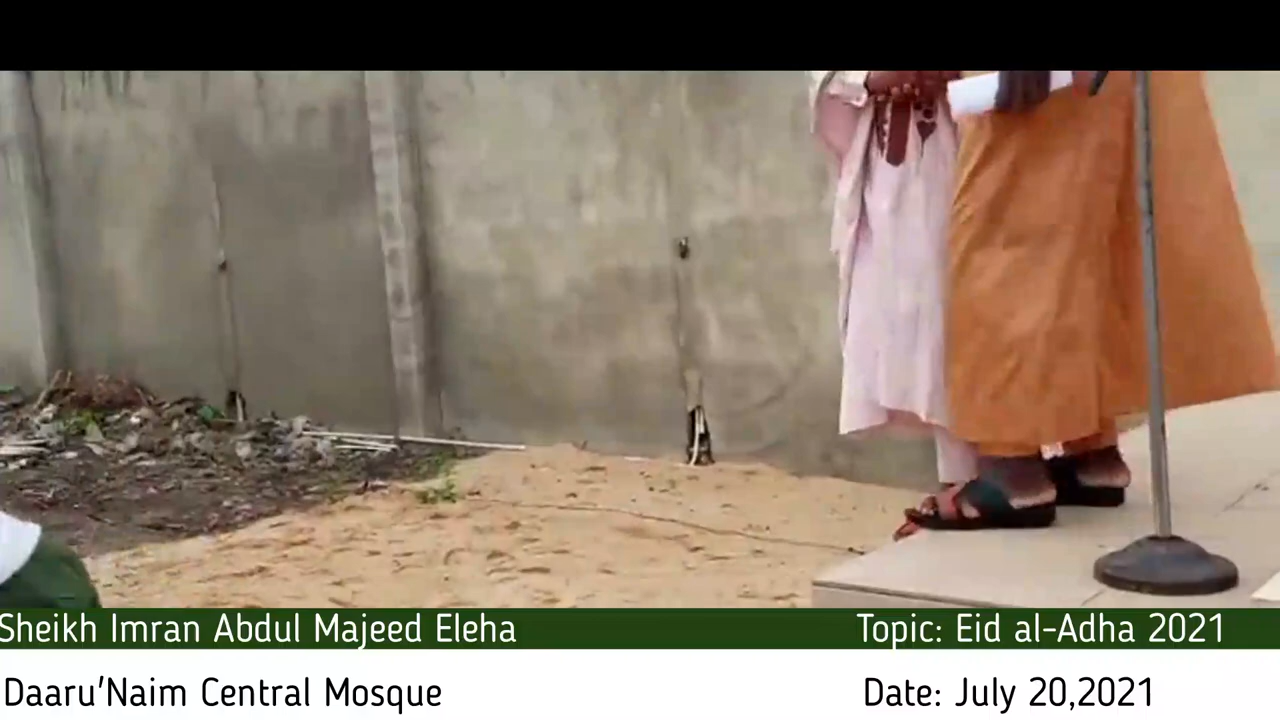 Sheikh Imran Abdul Majeed Eleha
Topic: Eid al-Adha 2021
Daaru'Naim Central Mosque
Date: July 20,2021